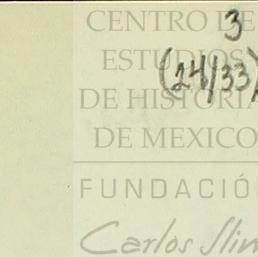 3
(24/33)
CENTRO DE
ESTUDIOS
DE HISTORIA
DE MEXICO
FUNDACIÓ
Carlos Slim